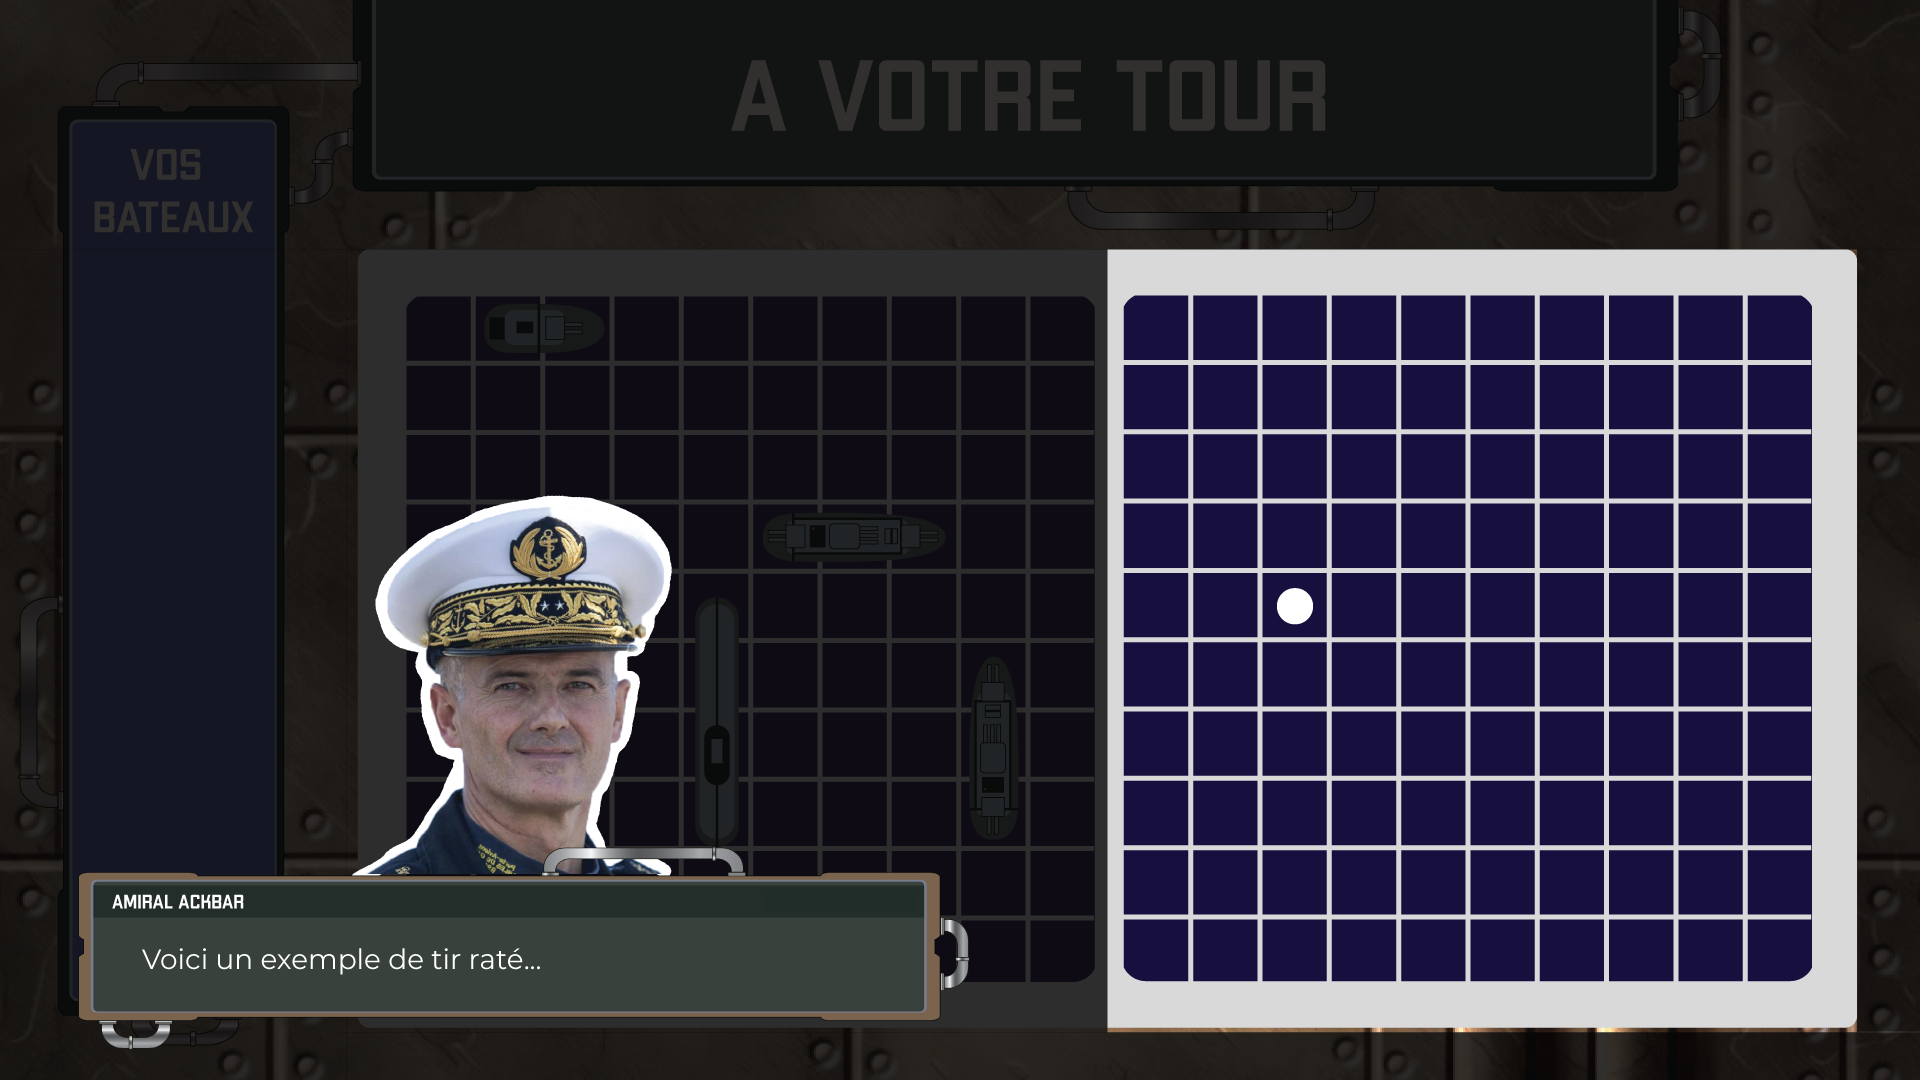 A VOTRE TOUR
VOS
BATEAUX
AMIRAL ACKBAR
Voici un exemple de tir raté...